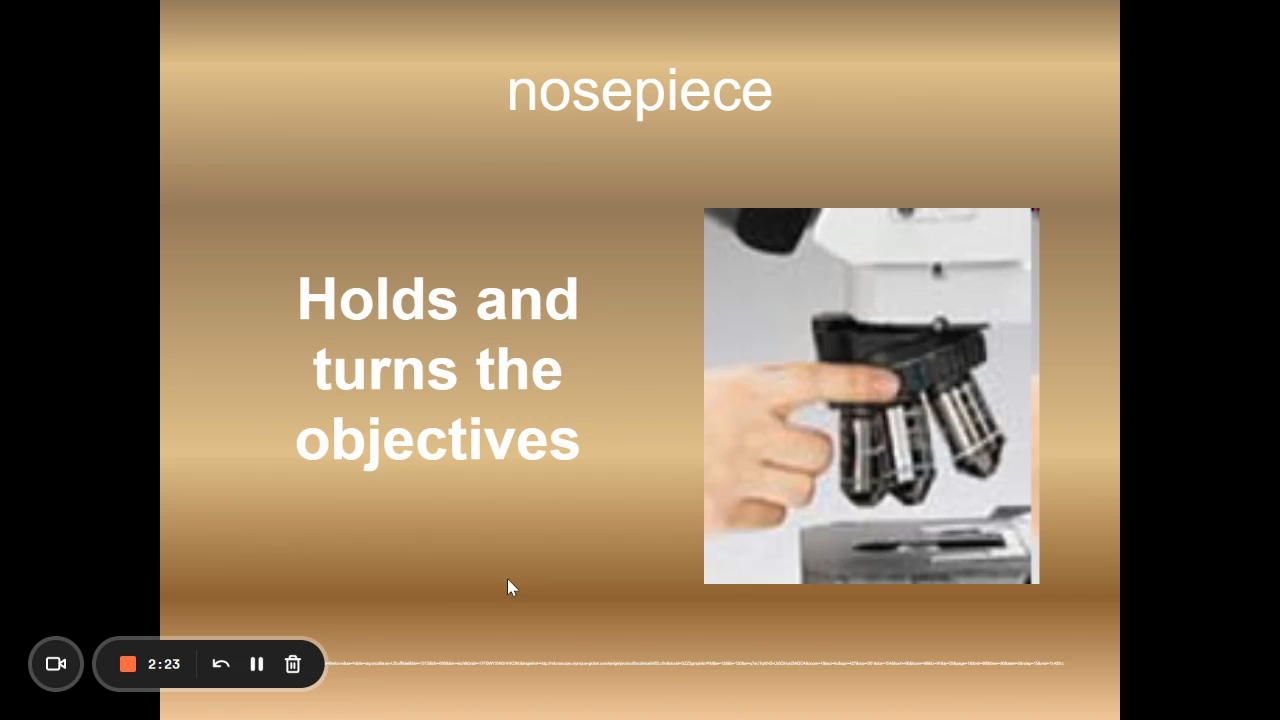 nosepiece
Holds and
turns the
objectives
2:23